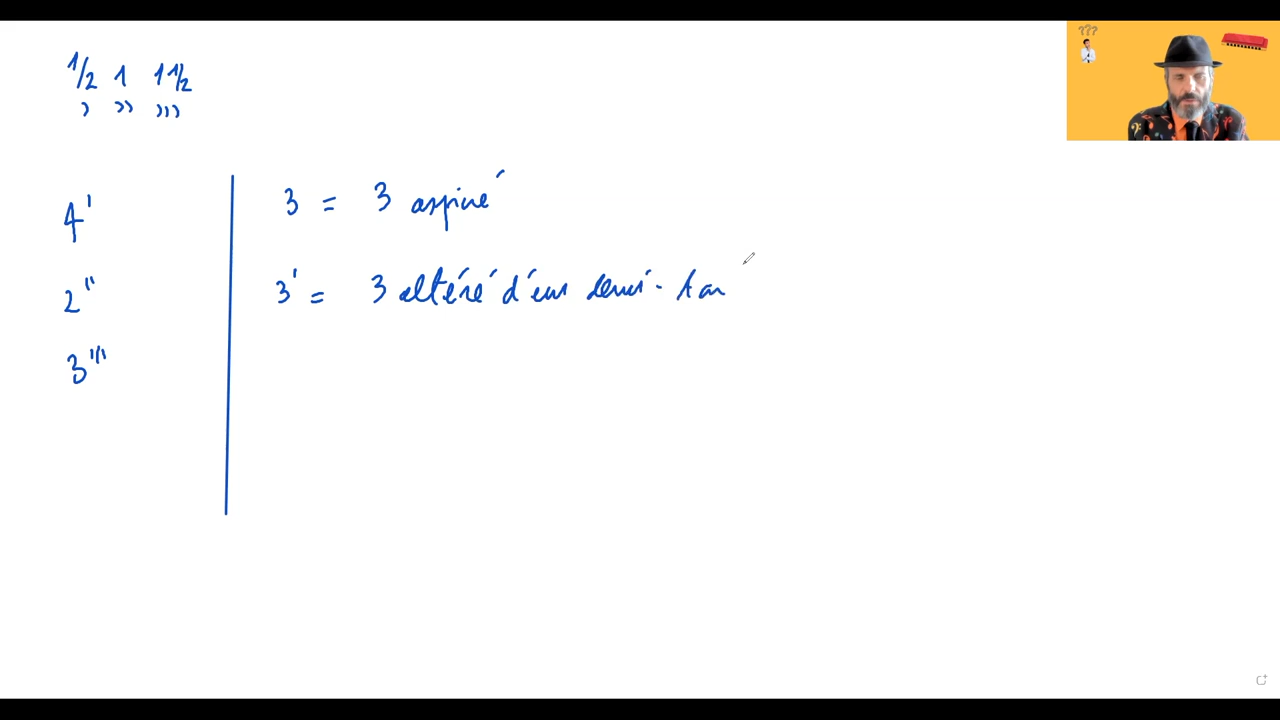 1/2 1 1 1/2
) )) )))
4'
2''
3'''
3 = 3 aspiré
3' = 3 altéré d'un demi-ton
???